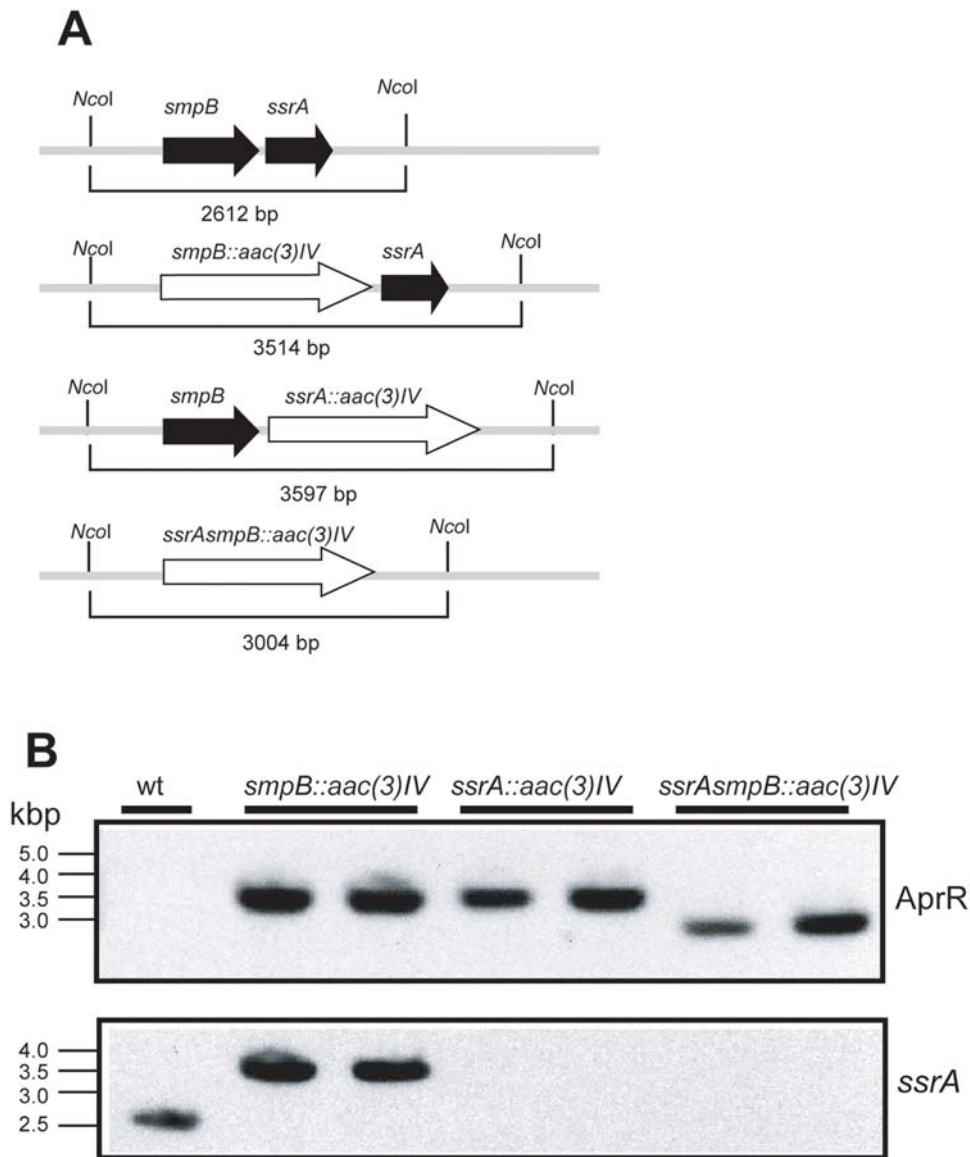 A
NcoI smpB ssrA NcoI
2612 bp
NcoI smpB::aac(3)IV ssrA NcoI
3514 bp
NcoI smpB ssrA::aac(3)IV NcoI
3597 bp
NcoI ssrAsmpB::aac(3)IV NcoI
3004 bp
B
wt smpB::aac(3)IV ssrA::aac(3)IV ssrAsmpB::aac(3)IV
kbp
5.0
4.0
3.5
3.0
AprR
4.0
3.5
3.0
2.5
ssrA